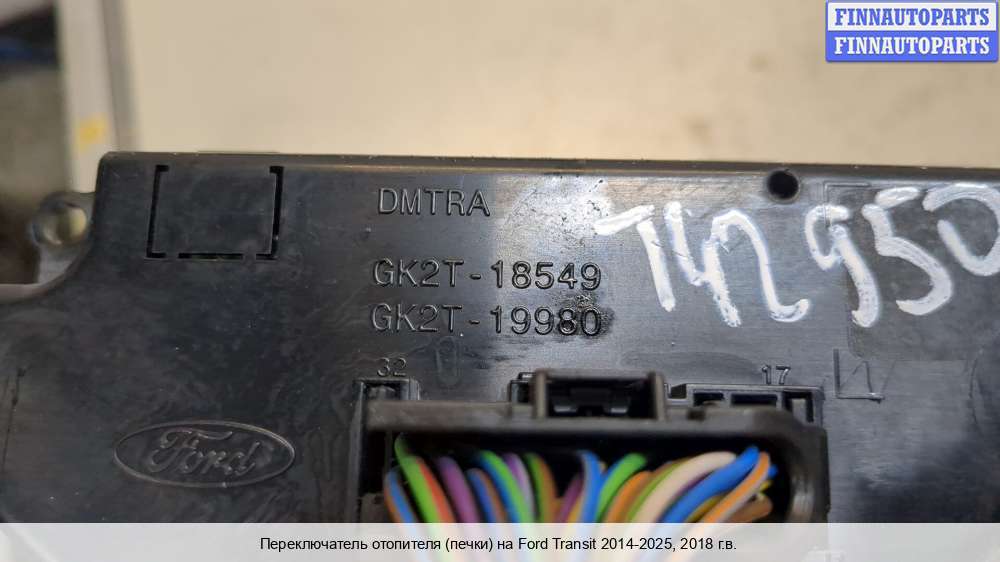 FINNAUTOPARTS
FINNAUTOPARTS
DMTRA
T42950
GK2T-18549
GK2T-19980
32
17
Ford
Переключатель отопителя (печки) на Ford Transit 2014-2025, 2018 г.в.